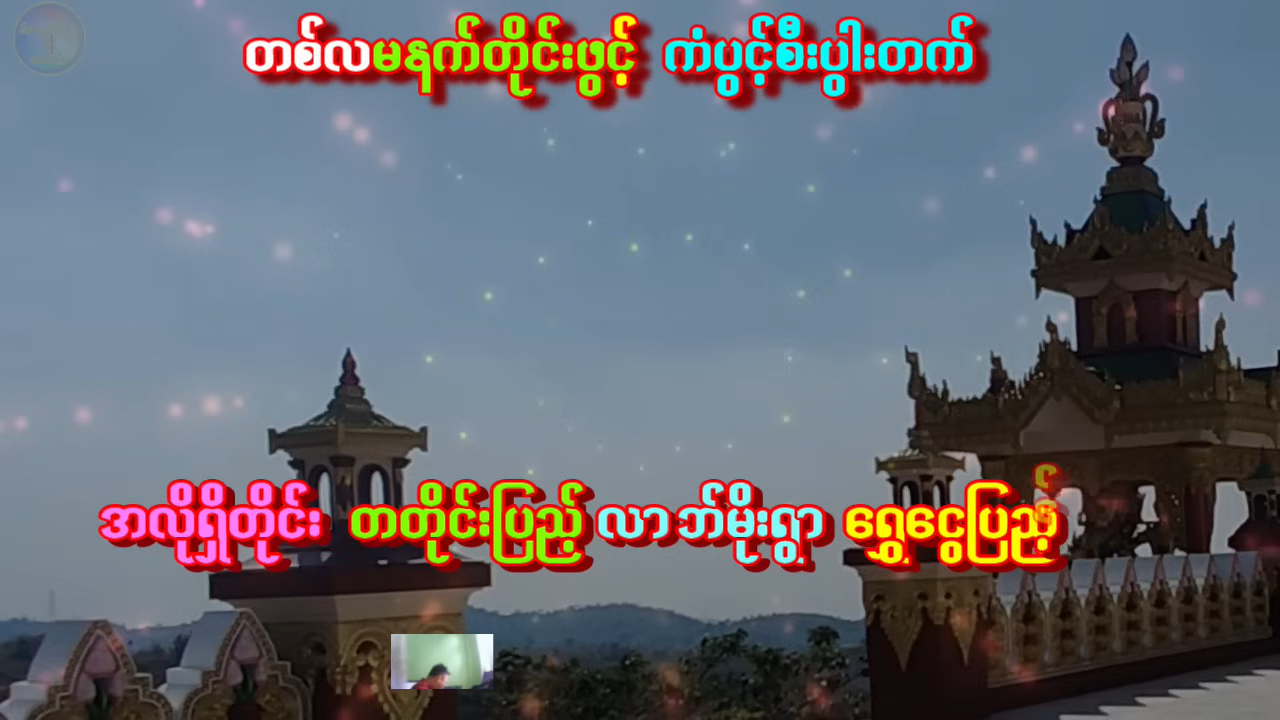 တစ်လမနက်တိုင်းဖွင့် ကံပွင့်စီးပွါးတက်
အလိုရှိတိုင်း တတိုင်းပြည့် လာဘ်မိုးရွာ ရွှေငွေပြည့်